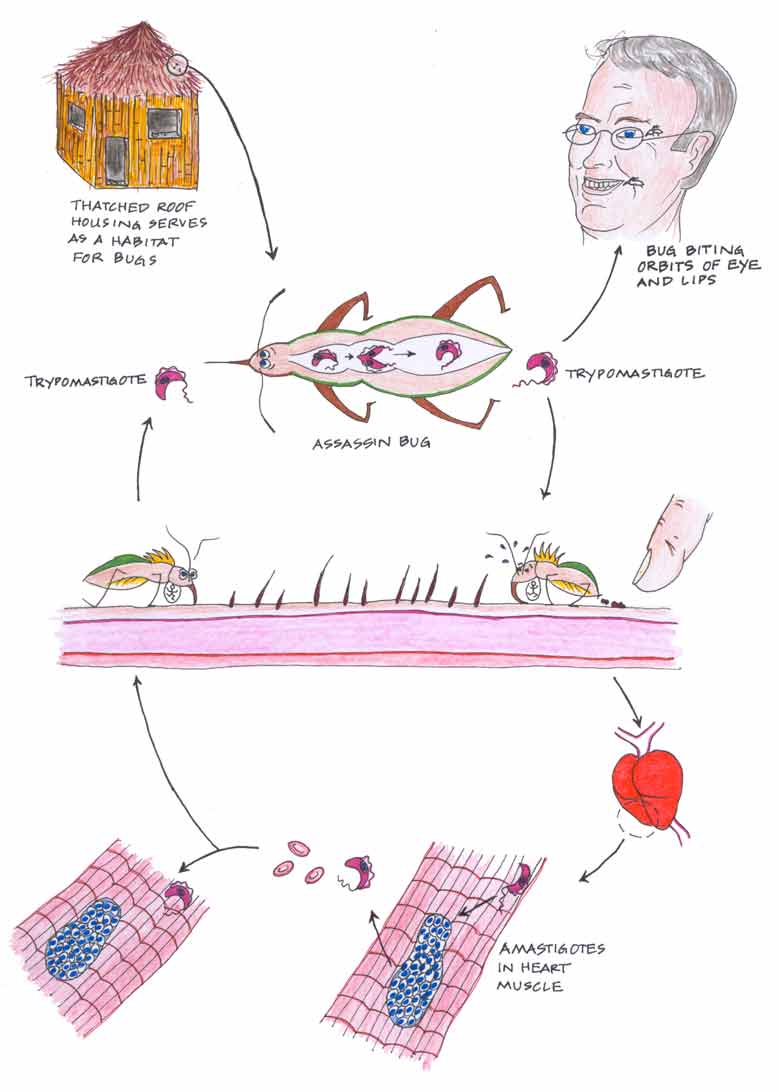 THATCHED ROOF
HOUSING SERVES
AS A HABITAT
FOR BUGS
BUG BITING
ORBITS OF EYE
AND LIPS
TRYPOMASTIGOTE
TRYPOMASTIGOTE
ASSASSIN BUG
AMASTIGOTES
IN HEART
MUSCLE